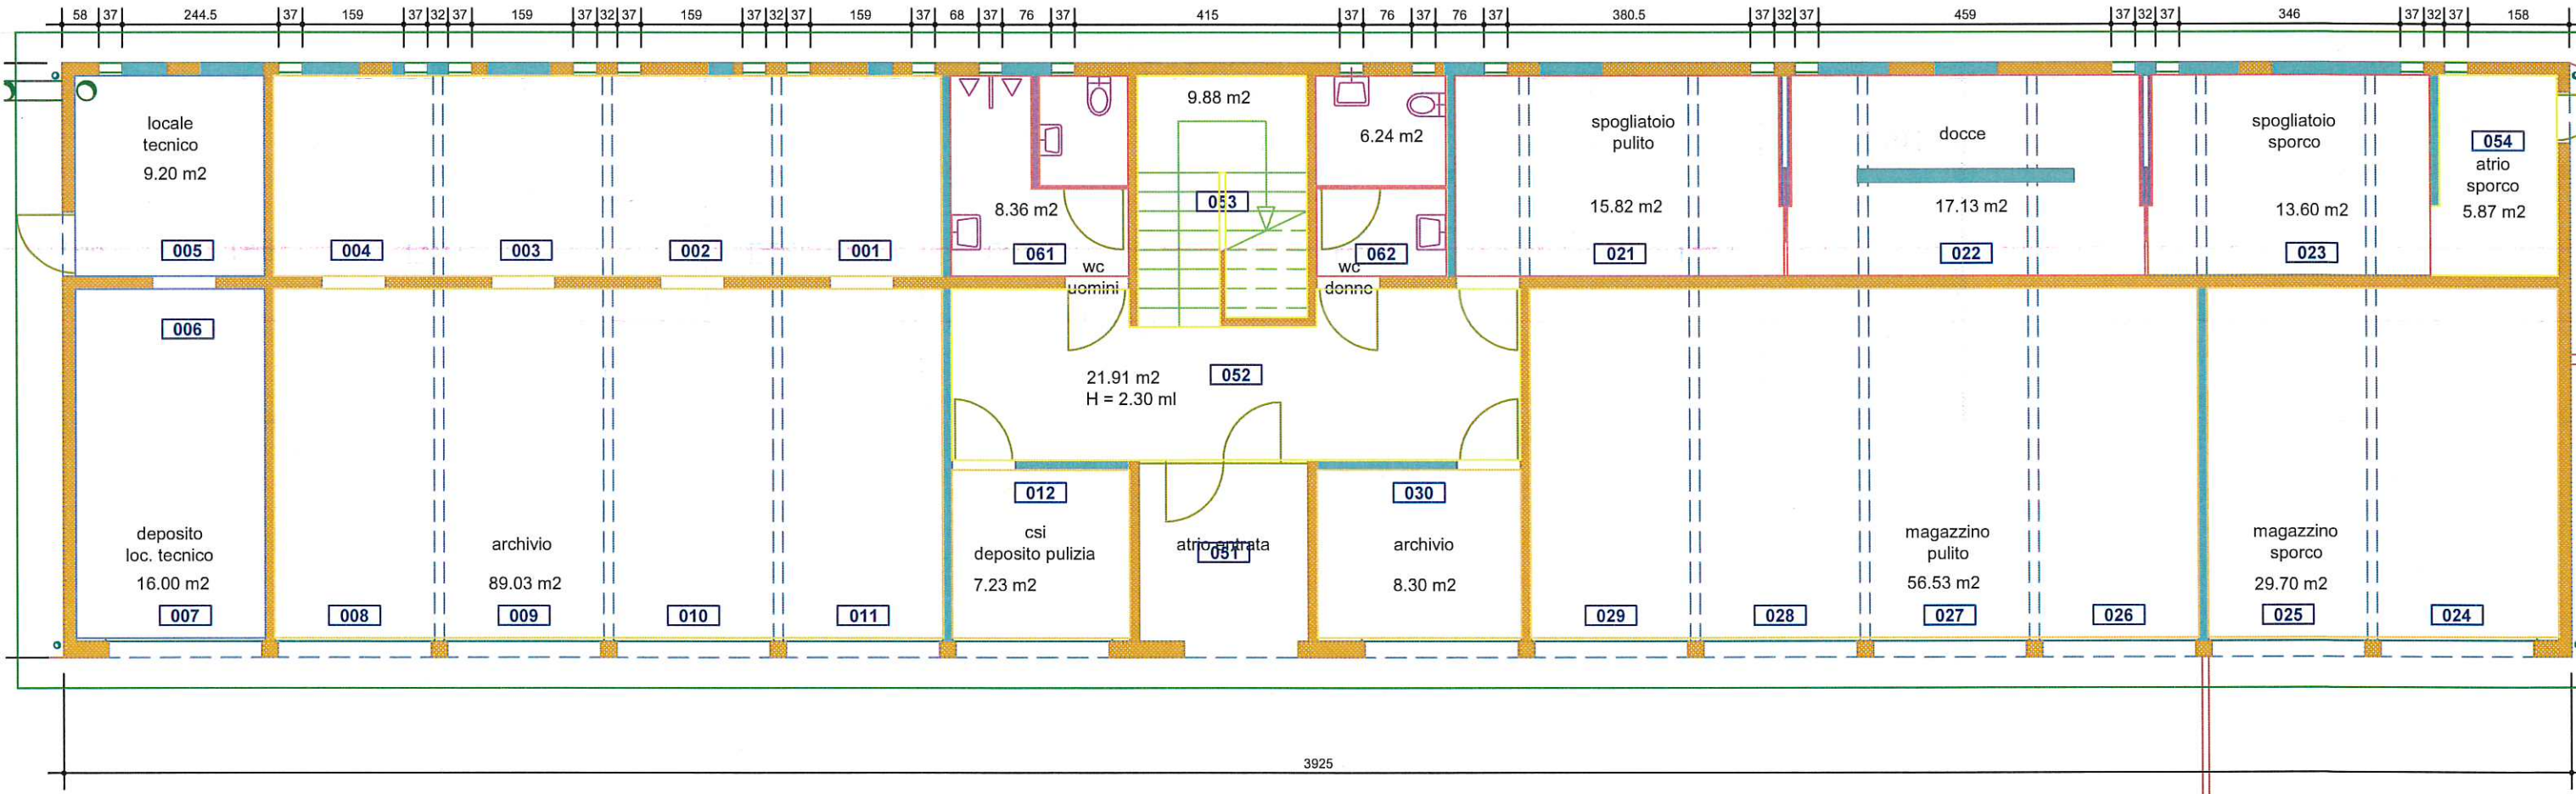 58 37 244.5 37 159 37 32 37 159 37 32 37 159 37 32 37 159 37 68 37 76 37 415 37 76 37 76 37 380.5 37 32 37 459 37 32 37 346 37 32 37 158
locale
tecnico
9.20 m2
005
004
003
002
001
8.36 m2
061
wc
uomini
9.88 m2
053
6.24 m2
062
wc
donne
spogliatoio
pulito
15.82 m2
021
docce
17.13 m2
022
spogliatoio
sporco
13.60 m2
023
054
atrio
sporco
5.87 m2
006
deposito
loc. tecnico
16.00 m2
007
008
archivio
89.03 m2
009
010
011
21.91 m2
H = 2.30 ml
052
012
csi
deposito pulizia
7.23 m2
atrio entrata
051
030
archivio
8.30 m2
029
028
magazzino
pulito
56.53 m2
027
026
magazzino
sporco
29.70 m2
025
024
3925